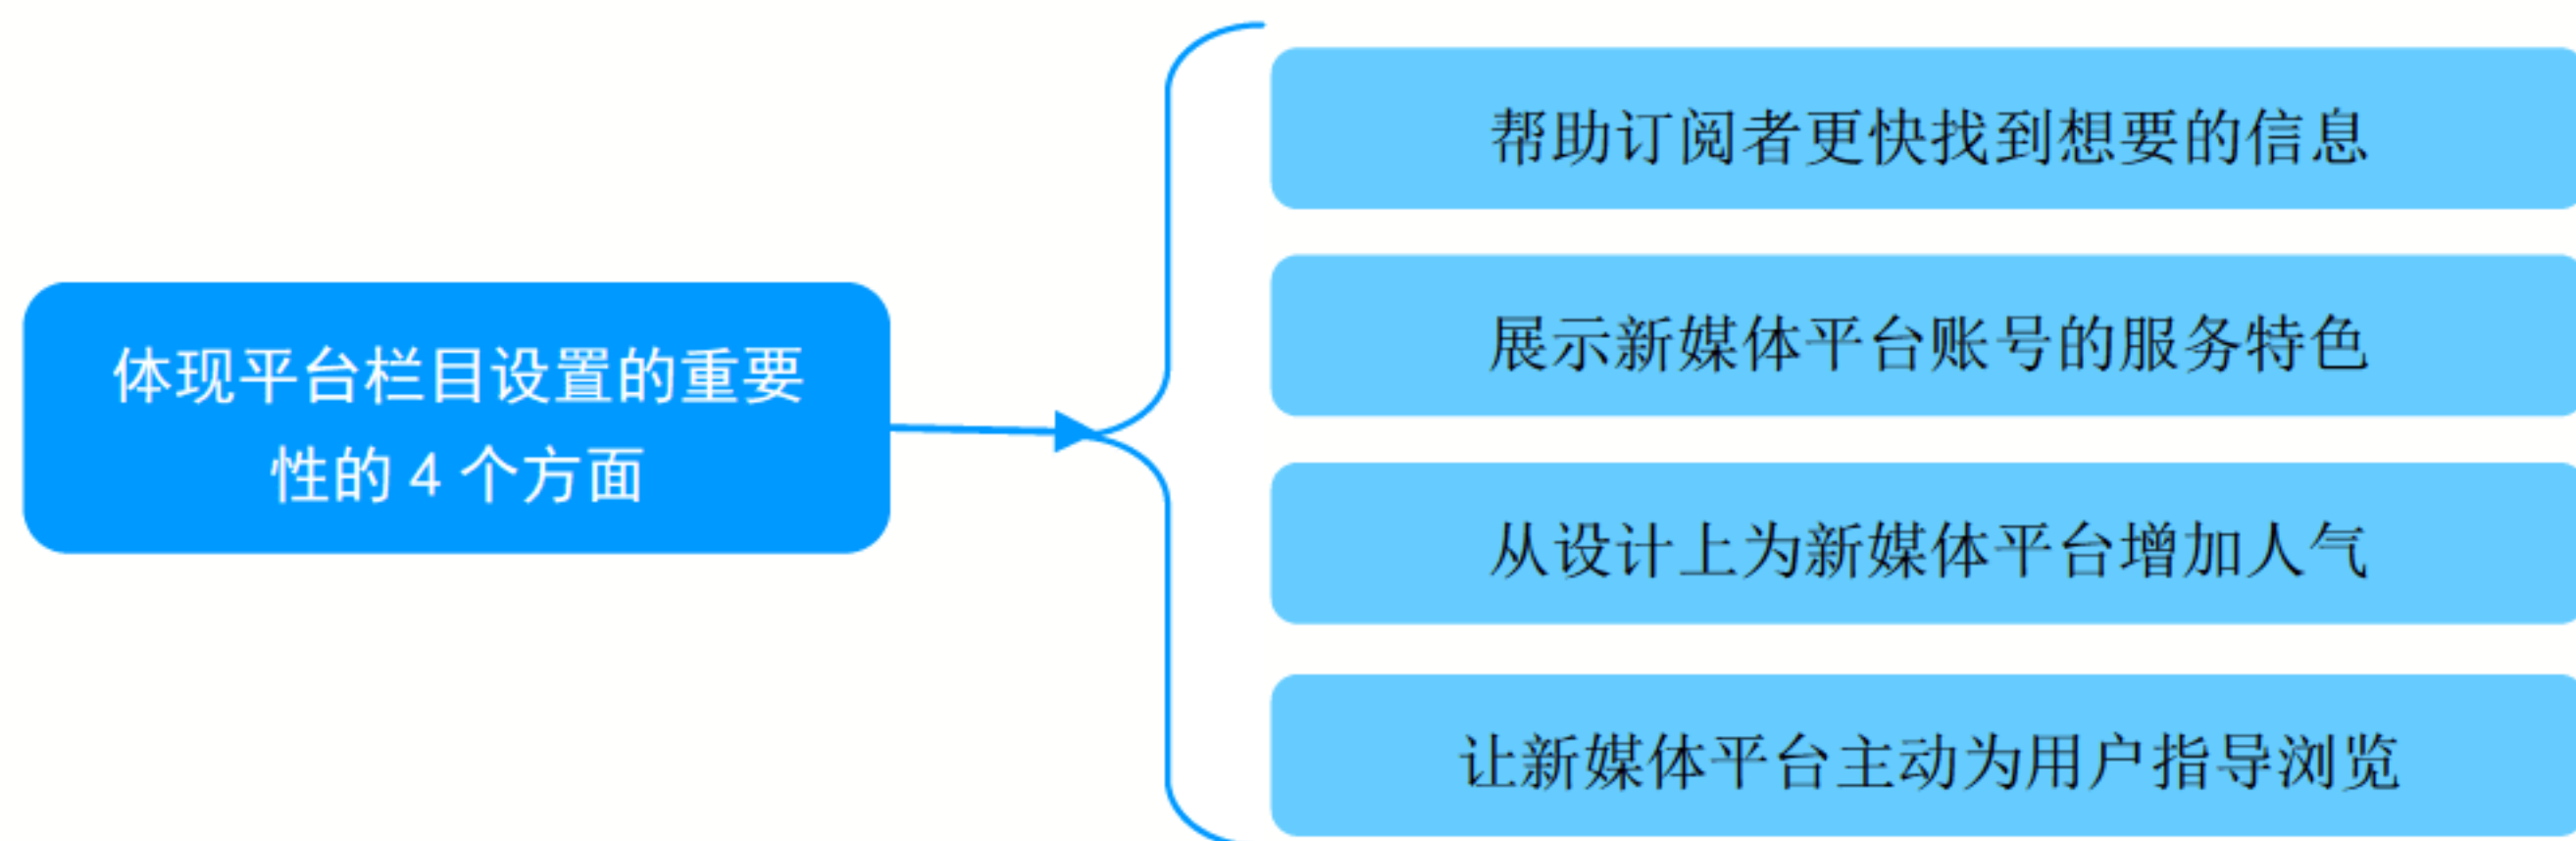 体现平台栏目设置的重要
性的4个方面
帮助订阅者更快找到想要的信息
展示新媒体平台账号的服务特色
从设计上为新媒体平台增加人气
让新媒体平台主动为用户指导浏览